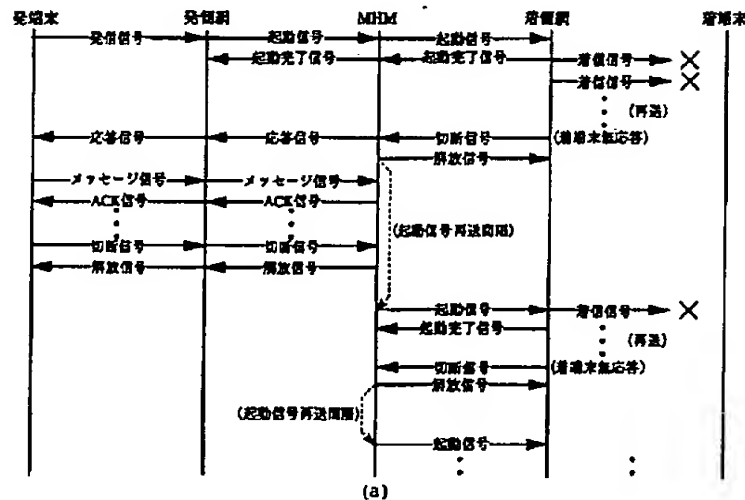 発端末 発信網 MHM 着信網 着端末
発信信号 起動信号 起動信号
起動完了信号 起動完了信号 着信信号
着信信号
(再送)
応答信号 応答信号 切断信号 (着端末無応答)
解放信号
メッセージ信号 メッセージ信号
ACK信号 ACK信号
(起動信号再送間隔)
切断信号 切断信号
解放信号 解放信号
起動信号 着信信号
起動完了信号 (再送)
切断信号 (着端末無応答)
解放信号
(起動信号再送間隔)
起動信号
(a)